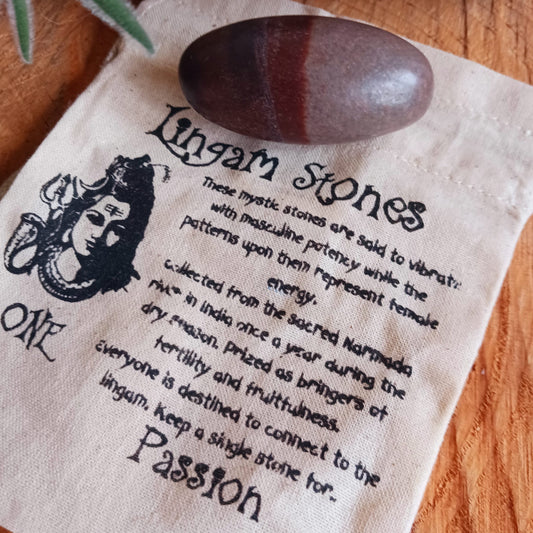 Lingam Stones
These mystic stones are said to vibrate
with masculine potency while the
patterns upon them represent female
energy.
Collected from the sacred Narmada
river in India once a year during the
dry season. Prized as bringers of
fertility and fruitfulness.
Everyone is destined to connect to the
lingam. Keep a single stone for..
Passion
ONE